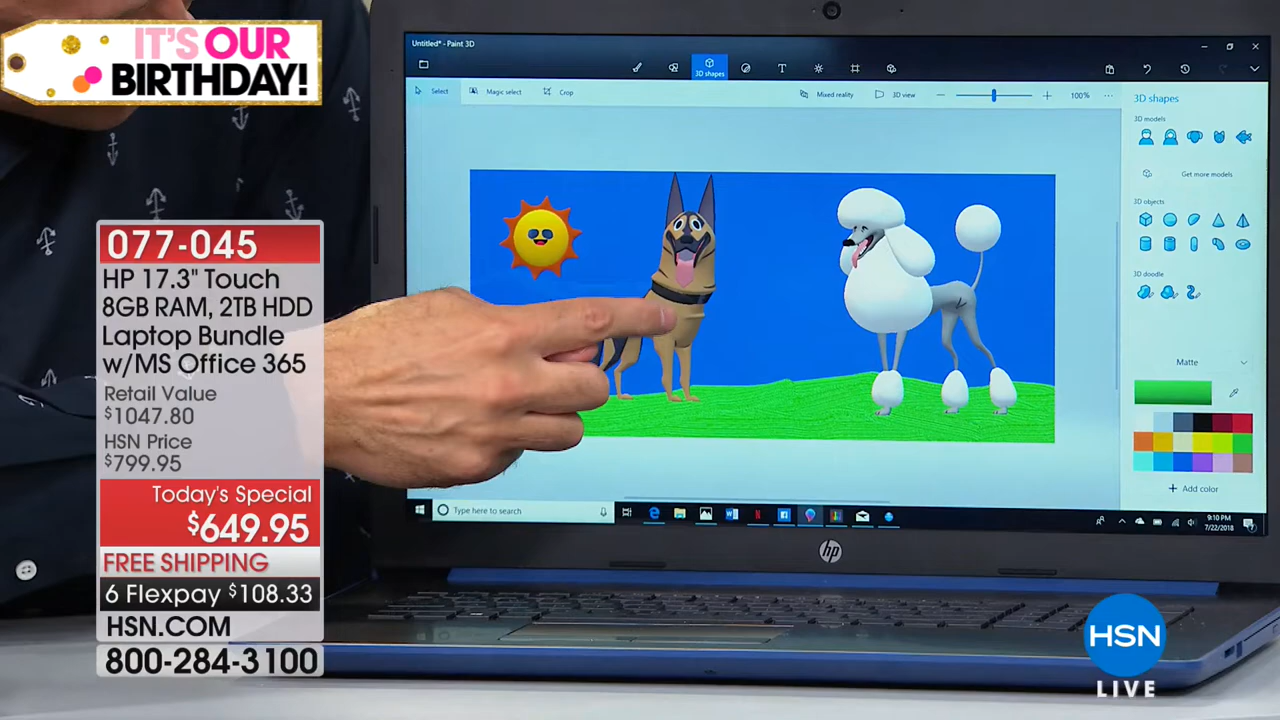 IT'S OUR
BIRTHDAY!
077-045
HP 17.3" Touch
8GB RAM, 2TB HDD
Laptop Bundle
w/MS Office 365
Retail Value
$1047.80
HSN Price
$799.95
Today's Special
$649.95
FREE SHIPPING
6 Flexpay $108.33
HSN.COM
800-284-3100
Untitled* - Paint 3D
3D shapes
Select
Magic select
Crop
Mixed reality
3D view
100%
3D shapes
3D models
Get more models
3D objects
3D doodle
Matte
Add color
Type here to search
9:10 PM
7/22/2018
hp
HSN
LIVE